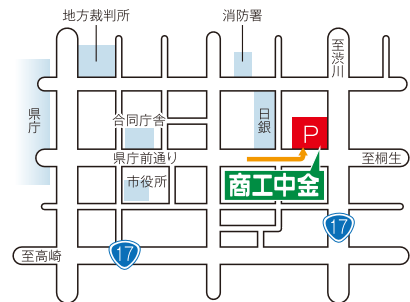 地方裁判所
消防署
至渋川
県庁
合同庁舎
日銀
P
県庁前通り
至桐生
市役所
商工中金
17
至高崎
17